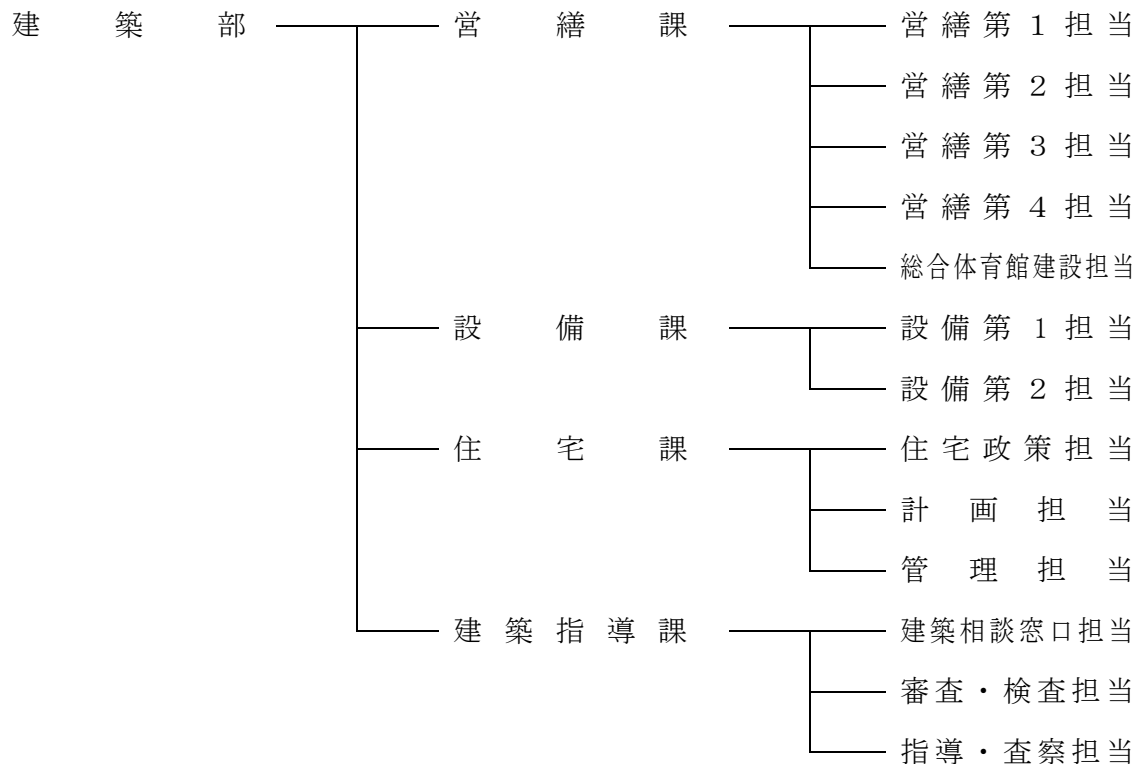 建築部 営繕課 営繕第1担当
営繕第2担当
営繕第3担当
営繕第4担当
総合体育館建設担当
設備課 設備第1担当
設備第2担当
住宅課 住宅政策担当
計画担当
管理担当
建築指導課 建築相談窓口担当
審査・検査担当
指導・査察担当